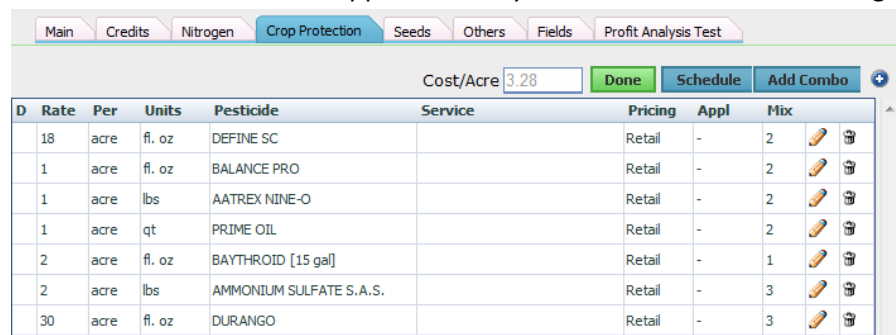 Main Credits Nitrogen Crop Protection Seeds Others Fields Profit Analysis Test
Cost/Acre 3.28 Done Schedule Add Combo
D Rate Per Units Pesticide Service Pricing Appl Mix
18 acre fl. oz DEFINE SC Retail - 2
1 acre fl. oz BALANCE PRO Retail - 2
1 acre lbs AATREX NINE-O Retail - 2
1 acre qt PRIME OIL Retail - 2
2 acre fl. oz BAYTHROID [15 gal] Retail - 1
2 acre lbs AMMONIUM SULFATE S.A.S. Retail - 3
30 acre fl. oz DURANGO Retail - 3